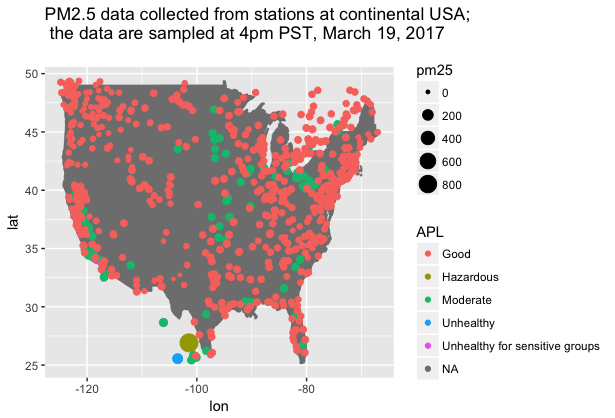 PM2.5 data collected from stations at continental USA;
the data are sampled at 4pm PST, March 19, 2017
pm25
0
200
400
600
800
APL
Good
Hazardous
Moderate
Unhealthy
Unhealthy for sensitive groups
NA
50
45
40
35
30
25
lat
-120
-100
-80
lon